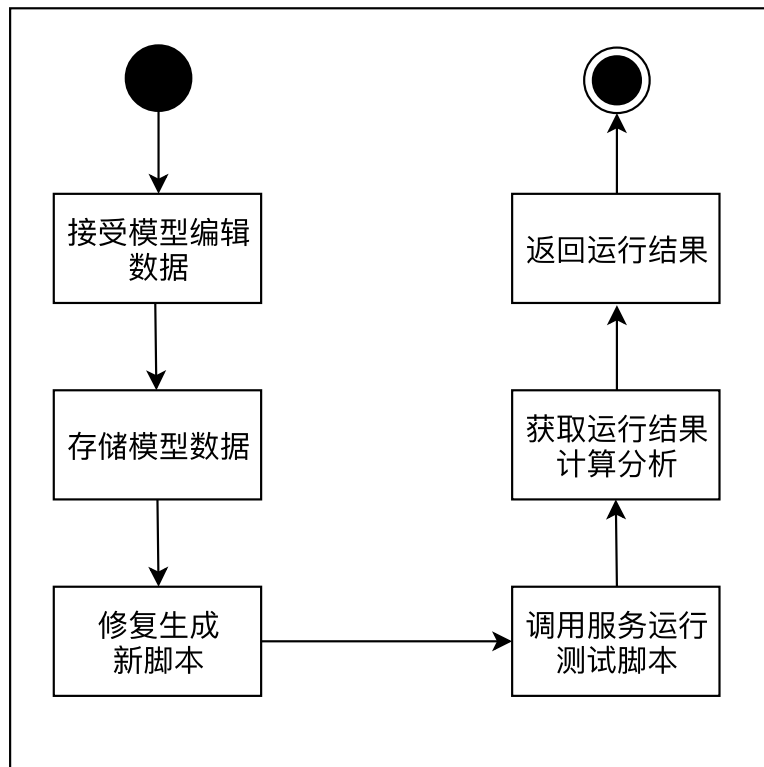 接受模型编辑
数据
存储模型数据
修复生成
新脚本
调用服务运行
测试脚本
获取运行结果
计算分析
返回运行结果